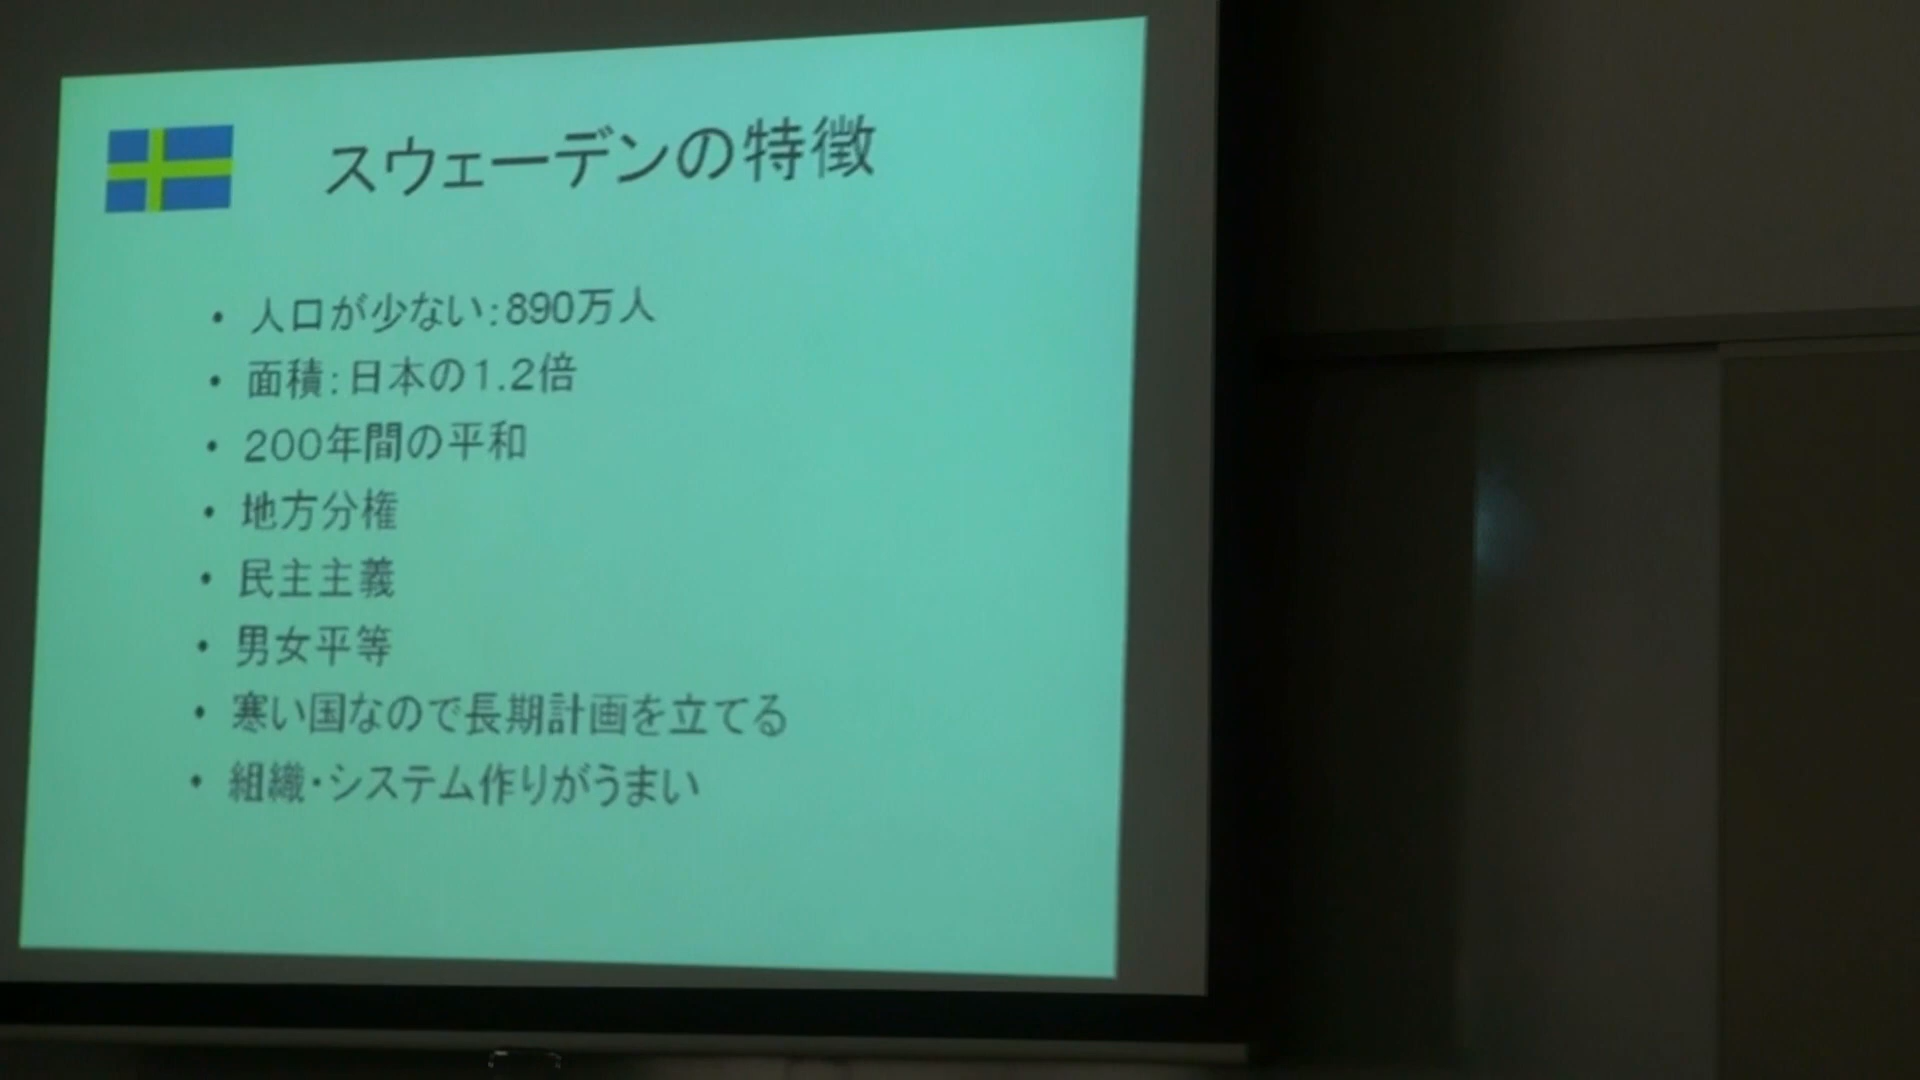 スウェーデンの特徴
・ 人口が少ない:890万人
・ 面積:日本の1.2倍
・ 200年間の平和
・ 地方分権
・ 民主主義
・ 男女平等
・ 寒い国なので長期計画を立てる
・ 組織・システム作りがうまい